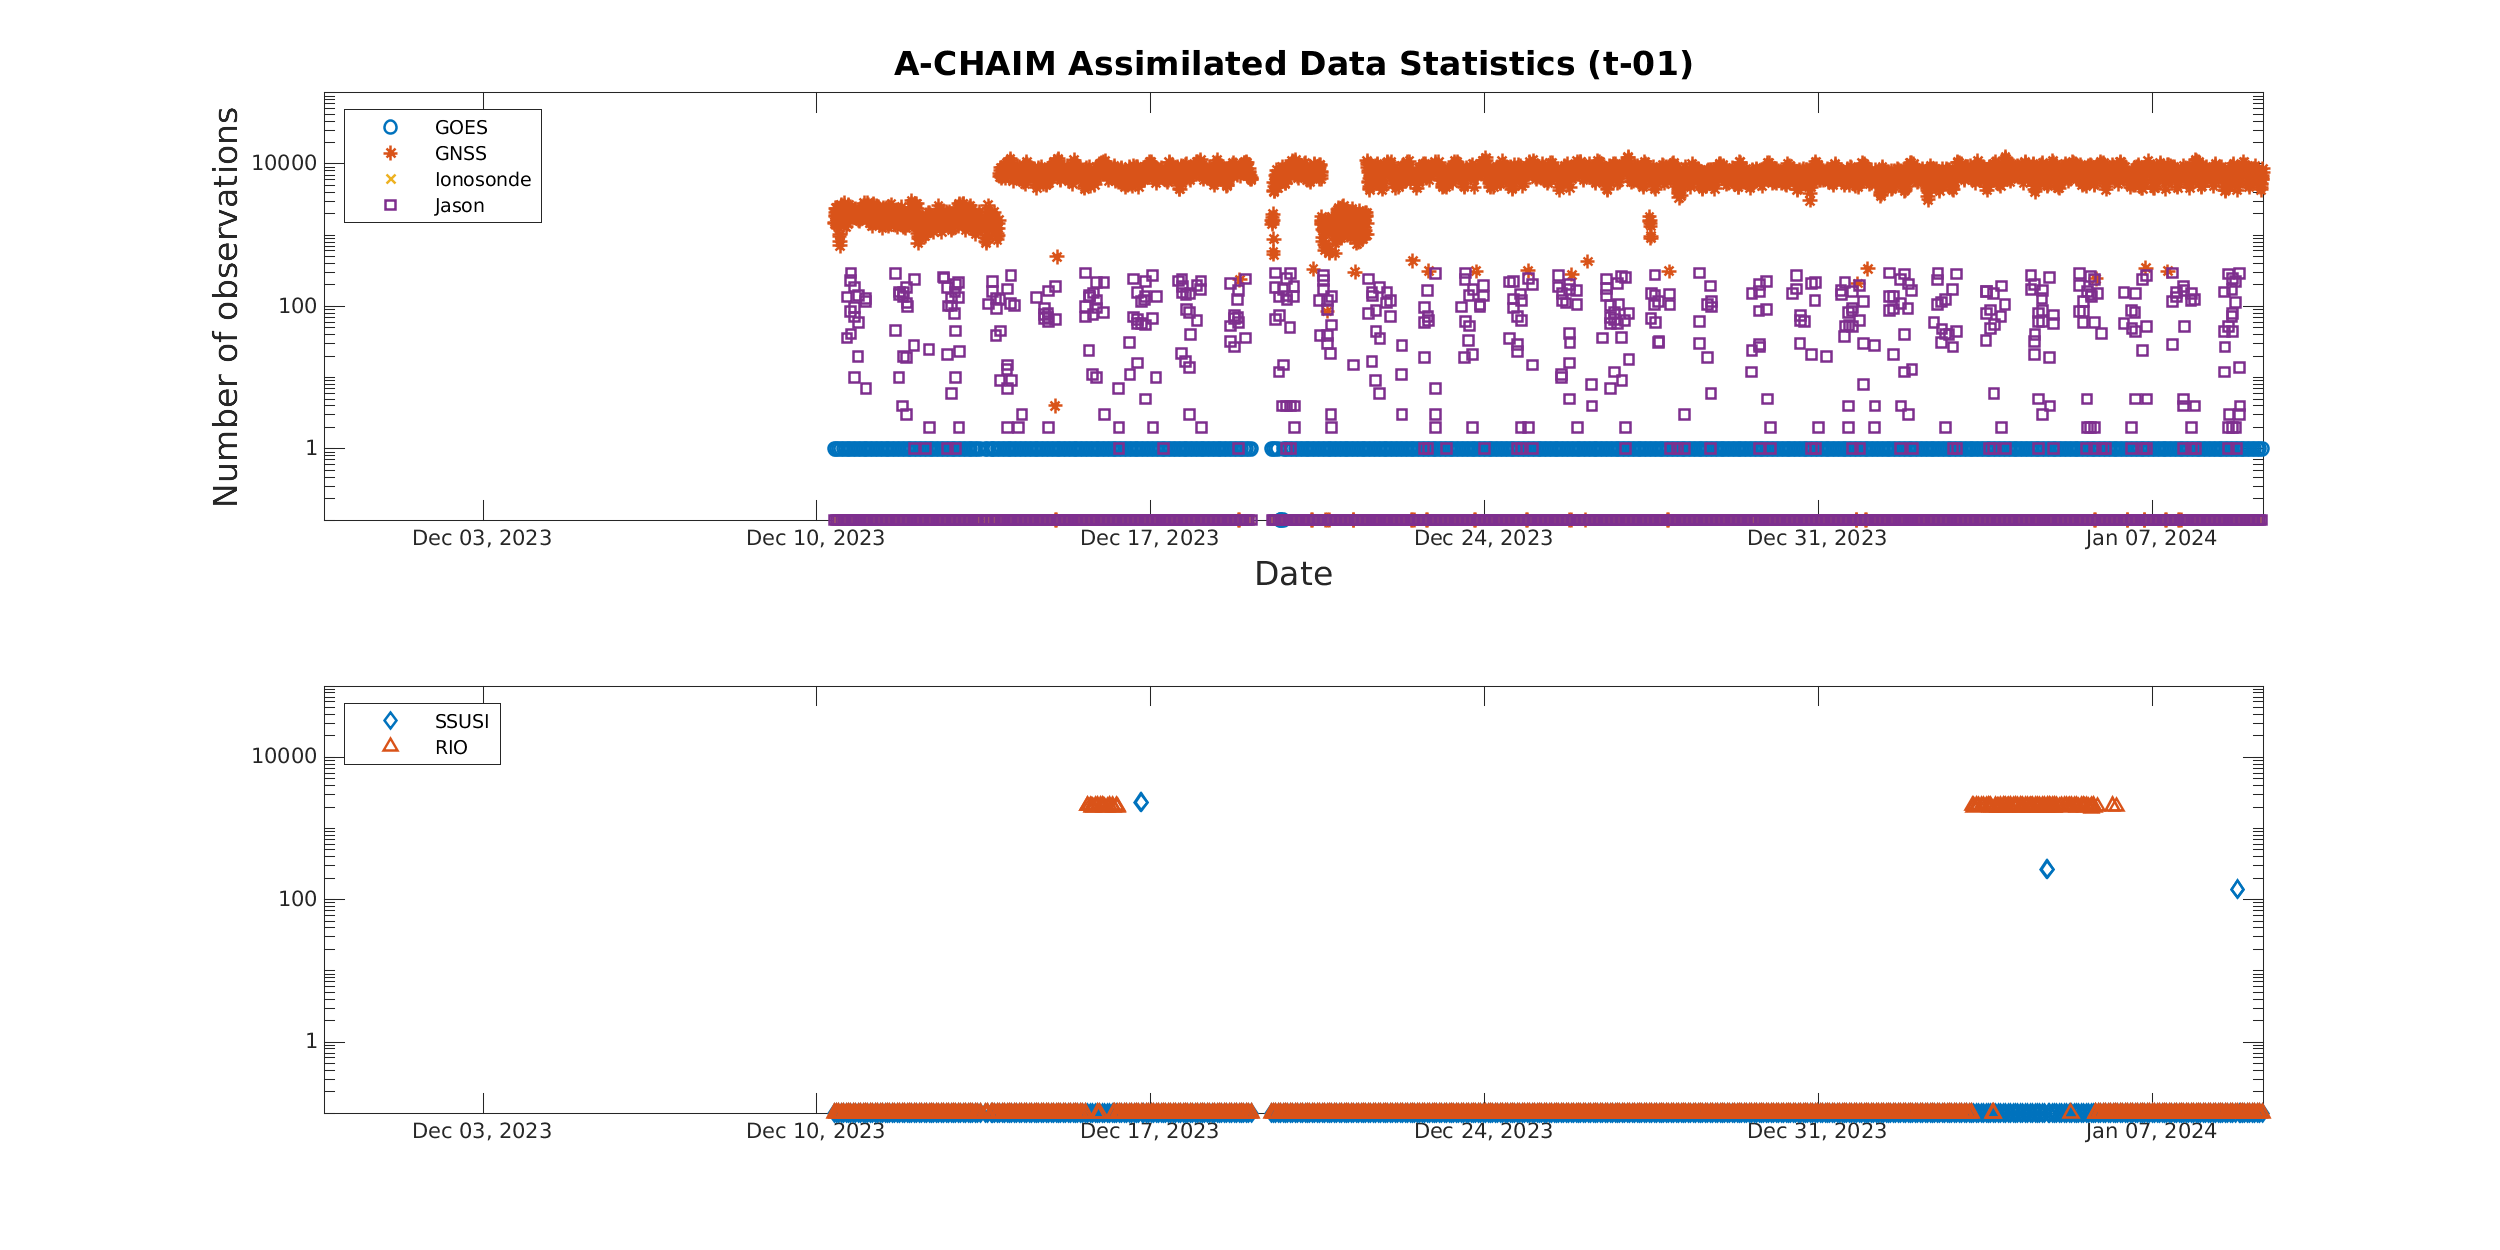 A-CHAIM Assimilated Data Statistics (t-01)
Number of observations
10000
100
1
GOES
GNSS
Ionosonde
Jason
Dec 03, 2023
Dec 10, 2023
Dec 17, 2023
Dec 24, 2023
Dec 31, 2023
Jan 07, 2024
Date
10000
100
1
SSUSI
RIO
Dec 03, 2023
Dec 10, 2023
Dec 17, 2023
Dec 24, 2023
Dec 31, 2023
Jan 07, 2024